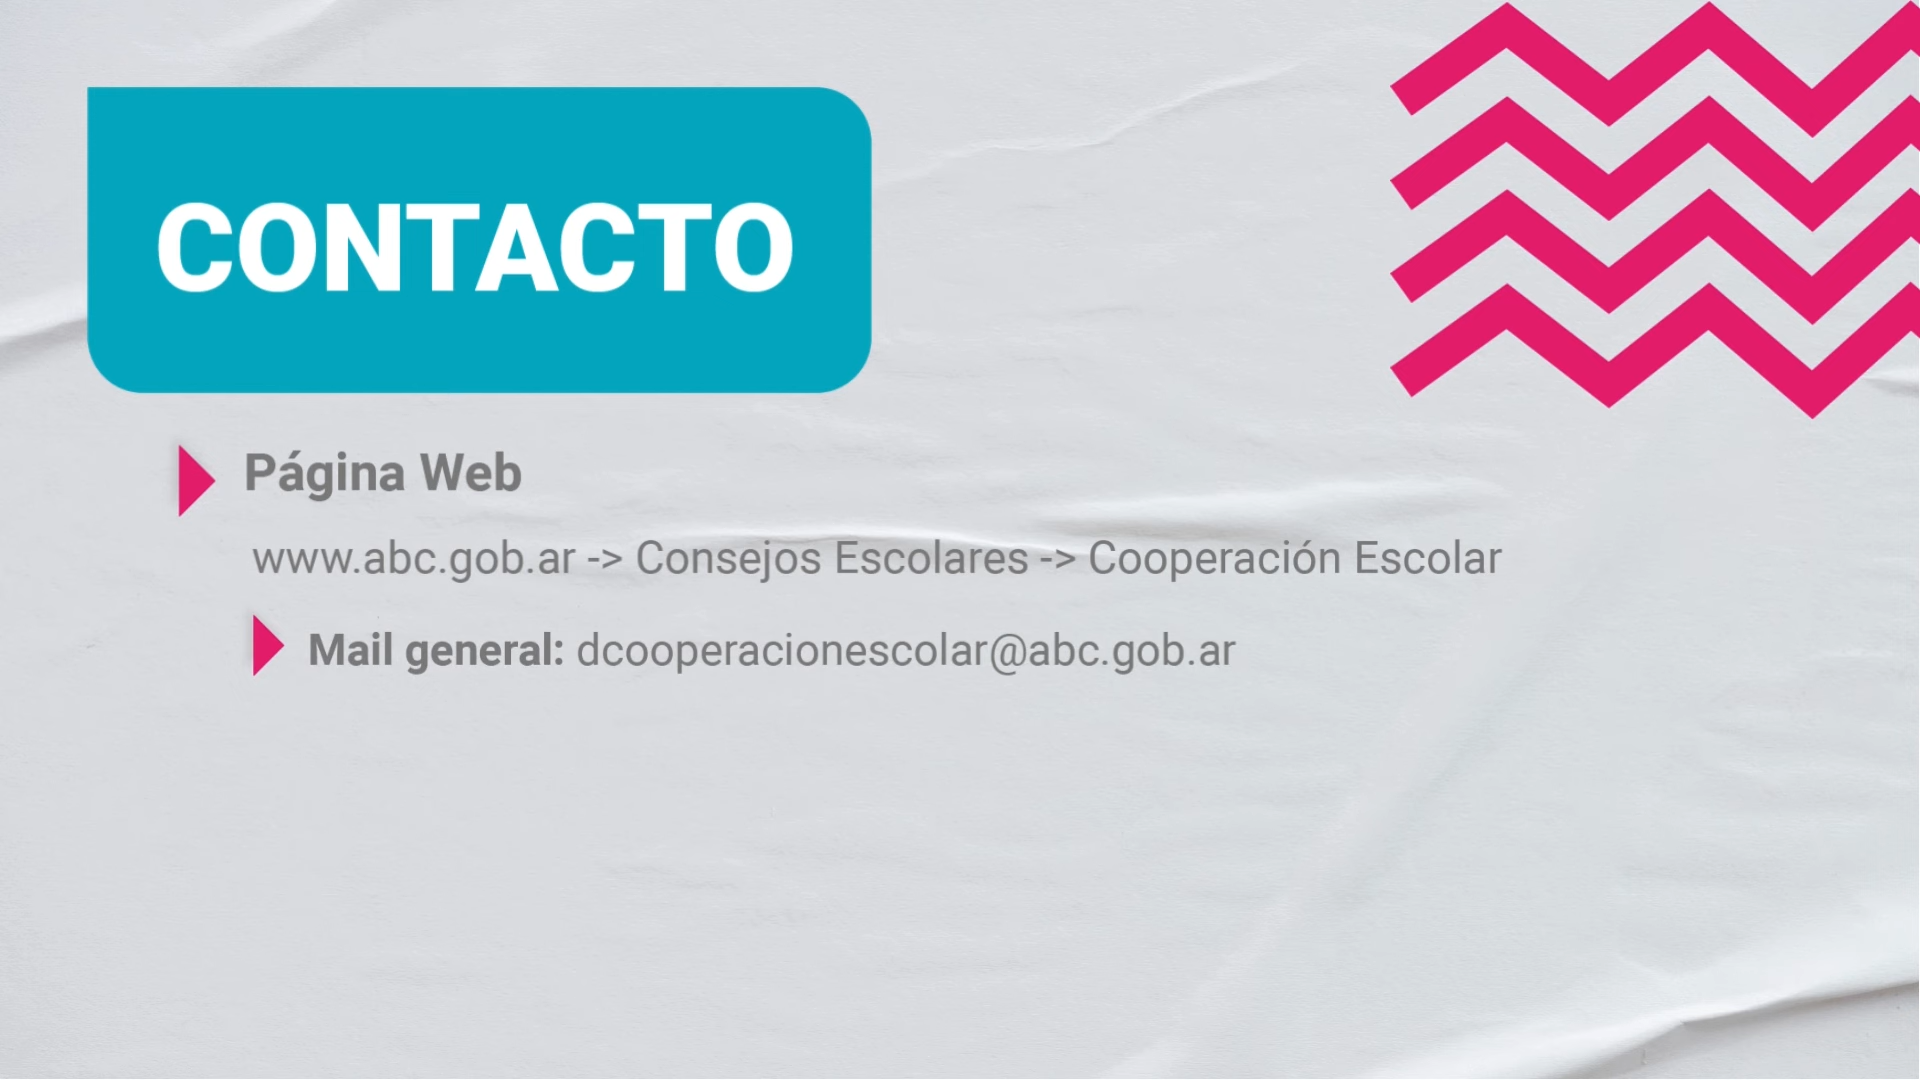 CONTACTO
Página Web
www.abc.gob.ar -> Consejos Escolares -> Cooperación Escolar
Mail general: dcooperacionescolar@abc.gob.ar